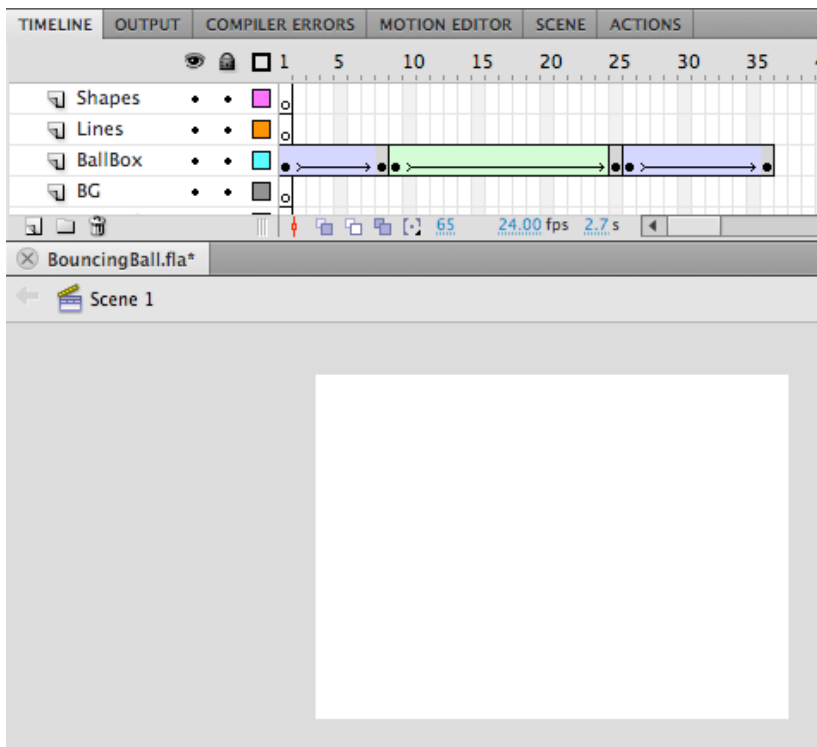 TIMELINE OUTPUT COMPILER ERRORS MOTION EDITOR SCENE ACTIONS
1 5 10 15 20 25 30 35
Shapes
Lines
BallBox
BG
65 24.00 fps 2.7 s
BouncingBall.fla*
Scene 1